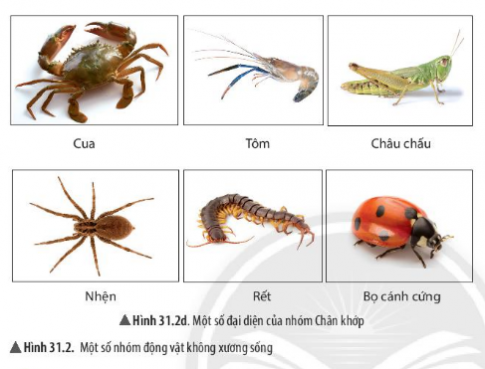 Cua
Tôm
Châu chấu
Nhện
Rết
Bọ cánh cứng
▲Hình 31.2d. Một số đại diện của nhóm Chân khớp
▲Hình 31.2. Một số nhóm động vật không xương sống